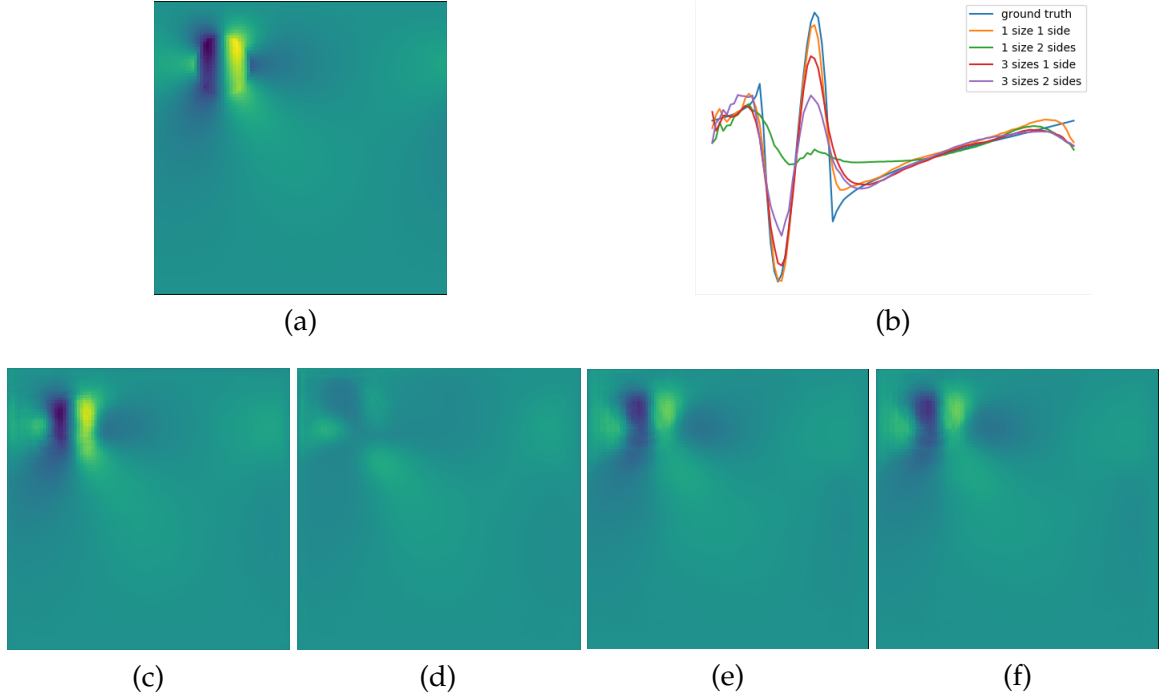 ground truth
1 size 1 side
1 size 2 sides
3 sizes 1 side
3 sizes 2 sides
(a)
(b)
(c)
(d)
(e)
(f)